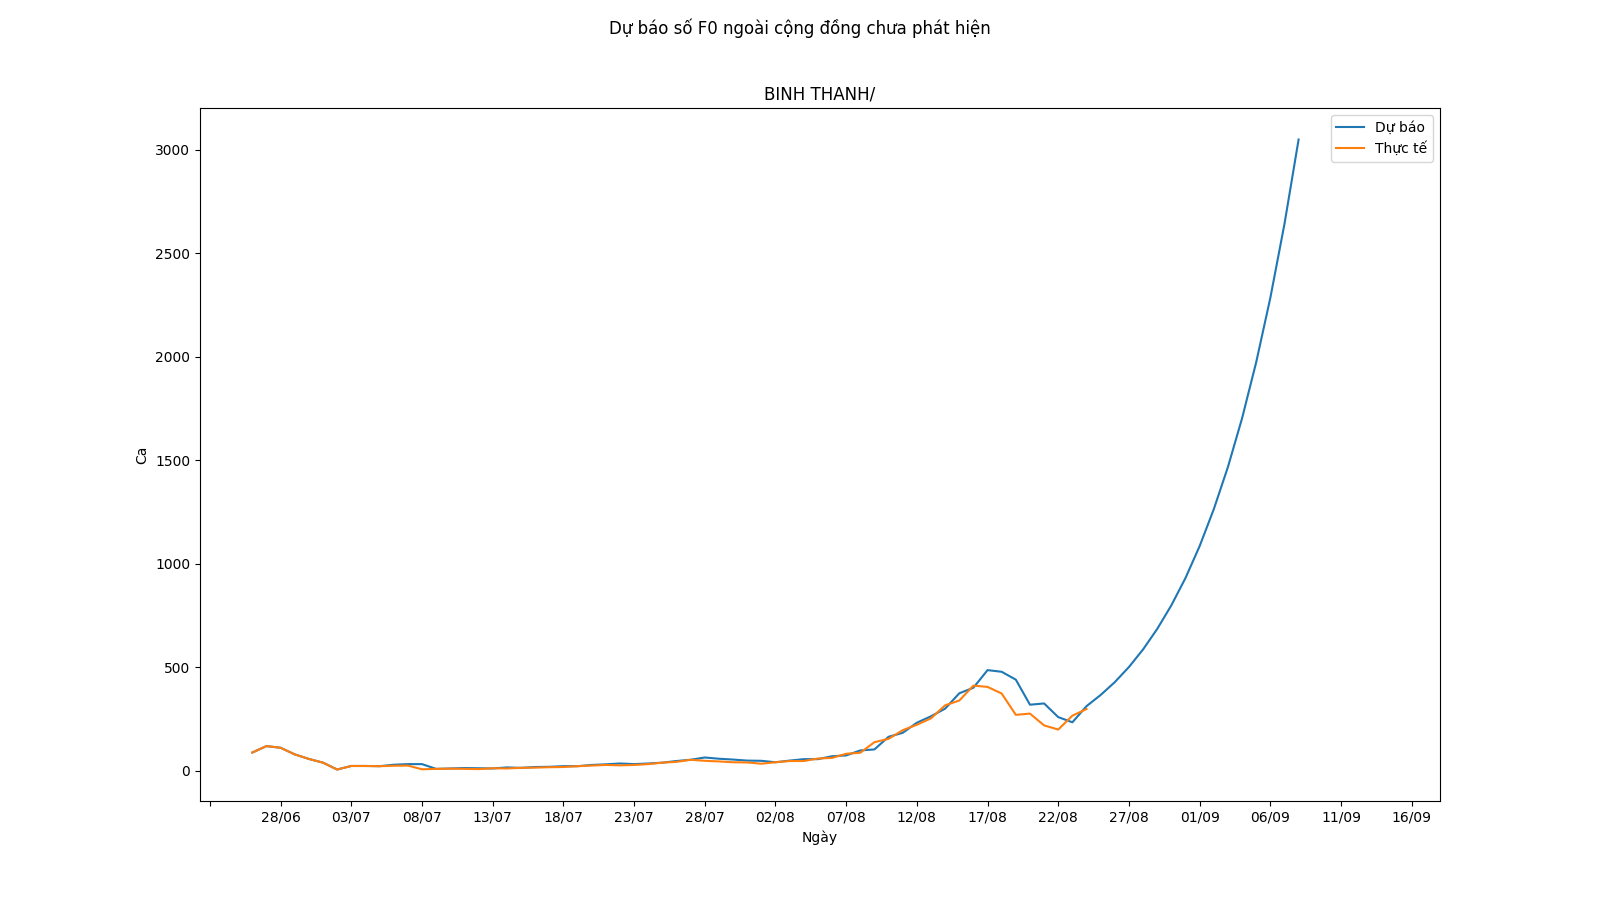 Dự báo số F0 ngoài cộng đồng chưa phát hiện
BINH THANH/
Dự báo
Thực tế
3000
2500
2000
1500
1000
500
0
Ca
28/06 03/07 08/07 13/07 18/07 23/07 28/07 02/08 07/08 12/08 17/08 22/08 27/08 01/09 06/09 11/09 16/09
Ngày